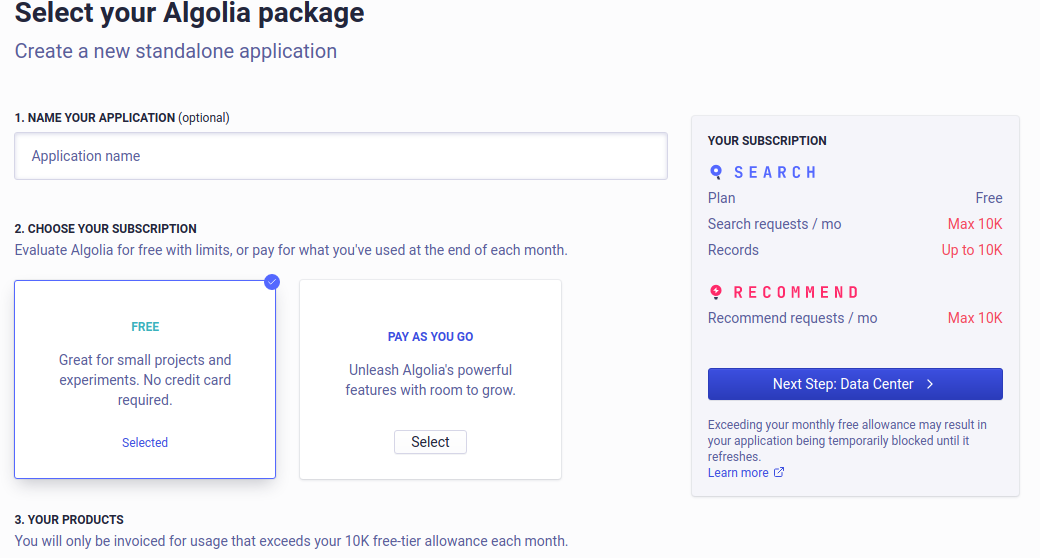 Select your Algolia package
Create a new standalone application
1. NAME YOUR APPLICATION (optional)
Application name
2. CHOOSE YOUR SUBSCRIPTION
Evaluate Algolia for free with limits, or pay for what you've used at the end of each month.
FREE
Great for small projects and
experiments. No credit card
required.
Selected
PAY AS YOU GO
Unleash Algolia's powerful
features with room to grow.
Select
3. YOUR PRODUCTS
You will only be invoiced for usage that exceeds your 10K free-tier allowance each month.
YOUR SUBSCRIPTION
SEARCH
Plan Free
Search requests / mo Max 10K
Records Up to 10K
RECOMMEND
Recommend requests / mo Max 10K
Next Step: Data Center
Exceeding your monthly free allowance may result in
your application being temporarily blocked until it
refreshes.
Learn more